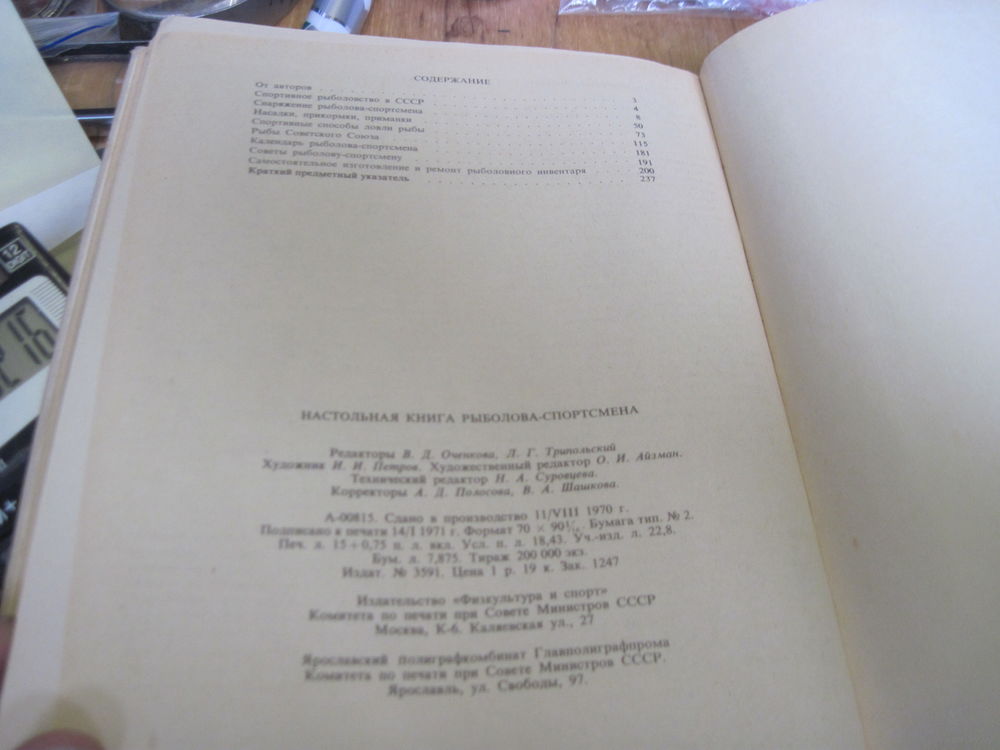 СОДЕРЖАНИЕ
От авторов 3
Спортивное рыболовство в СССР 4
Снаряжение рыболова-спортсмена 8
Насадки, прикормки, приманки 50
Спортивные способы ловли рыбы 73
Рыбы Советского Союза 115
Календарь рыболова-спортсмена 181
Советы рыболову-спортсмену 191
Самостоятельное изготовление и ремонт рыболовного инвентаря 200
Краткий предметный указатель 237
НАСТОЛЬНАЯ КНИГА РЫБОЛОВА-СПОРТСМЕНА
Редакторы В. Д. Оченкова, Л. Г. Трипольский
Художник И. И. Петров. Художественный редактор О. И. Айзман.
Технический редактор Н. А. Суровцева.
Корректоры А. Д. Полосова, В. А. Шашкова.
А-00815. Сдано в производство 11/VIII 1970 г.
Подписано к печати 14/I 1971 г. Формат 70 × 90 1/16. Бумага тип. № 2.
Печ. л. 15+0,75 п. л. вкл. Усл. п. л. 18,43. Уч.-изд. л. 22,8.
Бум. л. 7,875. Тираж 200 000 экз.
Издат. № 3591. Цена 1 р. 19 к. Зак. 1247
Издательство «Физкультура и спорт»
Комитета по печати при Совете Министров СССР
Москва, К-6. Каляевская ул., 27
Ярославский полиграфкомбинат Главполиграфпрома
Комитета по печати при Совете Министров СССР.
Ярославль, ул. Свободы, 97.
12
DIGIT